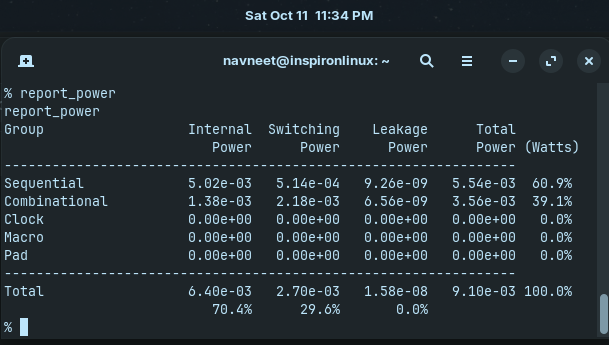 Sat Oct 11 11:34 PM
navneet@inspironlinux: ~
% report_power
report_power
Group                  Internal  Switching    Leakage      Total
                          Power      Power      Power      Power (Watts)
----------------------------------------------------------------
Sequential             5.02e-03   5.14e-04   9.26e-09   5.54e-03  60.9%
Combinational          1.38e-03   2.18e-03   6.56e-09   3.56e-03  39.1%
Clock                  0.00e+00   0.00e+00   0.00e+00   0.00e+00   0.0%
Macro                  0.00e+00   0.00e+00   0.00e+00   0.00e+00   0.0%
Pad                    0.00e+00   0.00e+00   0.00e+00   0.00e+00   0.0%
----------------------------------------------------------------
Total                  6.40e-03   2.70e-03   1.58e-08   9.10e-03 100.0%
                          70.4%      29.6%       0.0%
%